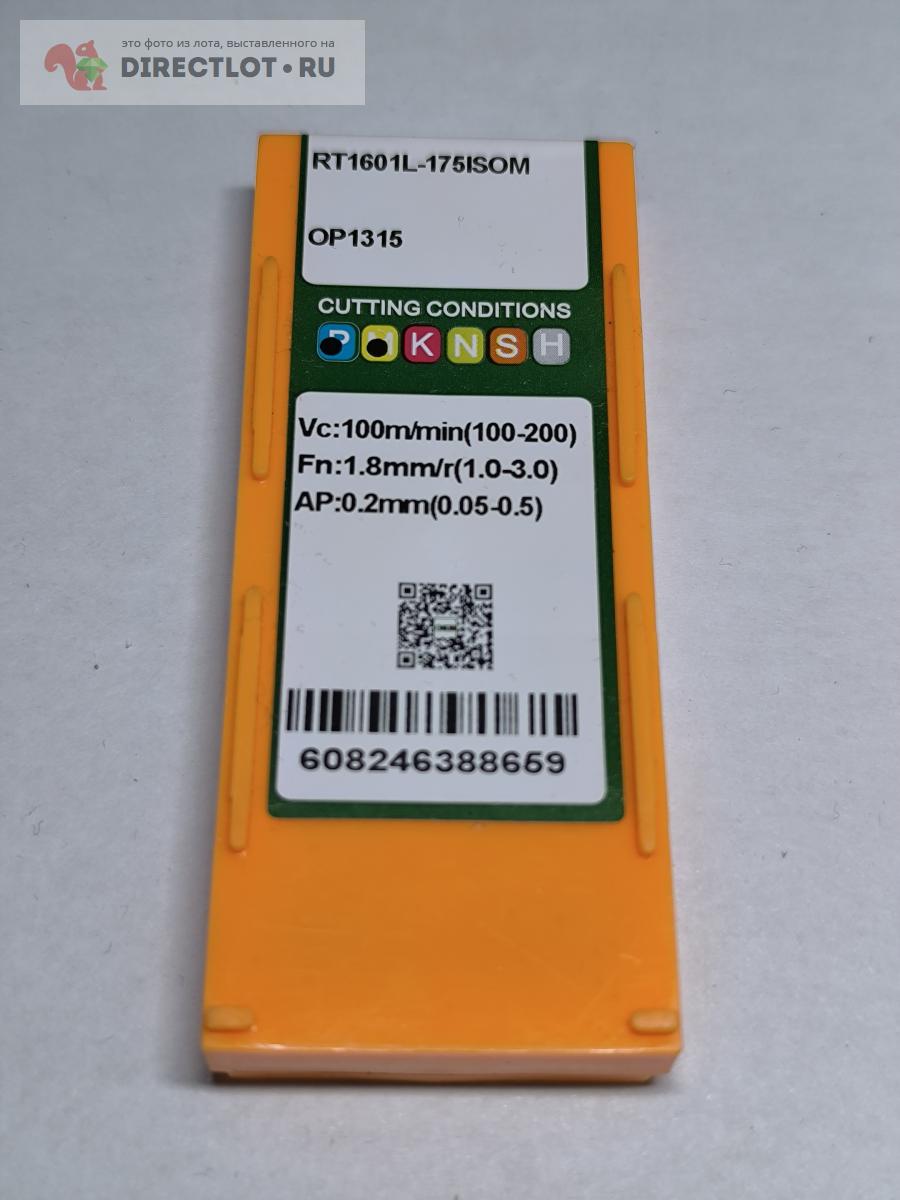 это фото из лота, выставленного на
DIRECTLOT.RU
RT1601L-175ISOM
OP1315
CUTTING CONDITIONS
P M K N S H
Vc:100m/min(100-200)
Fn:1.8mm/r(1.0-3.0)
AP:0.2mm(0.05-0.5)
608246388659